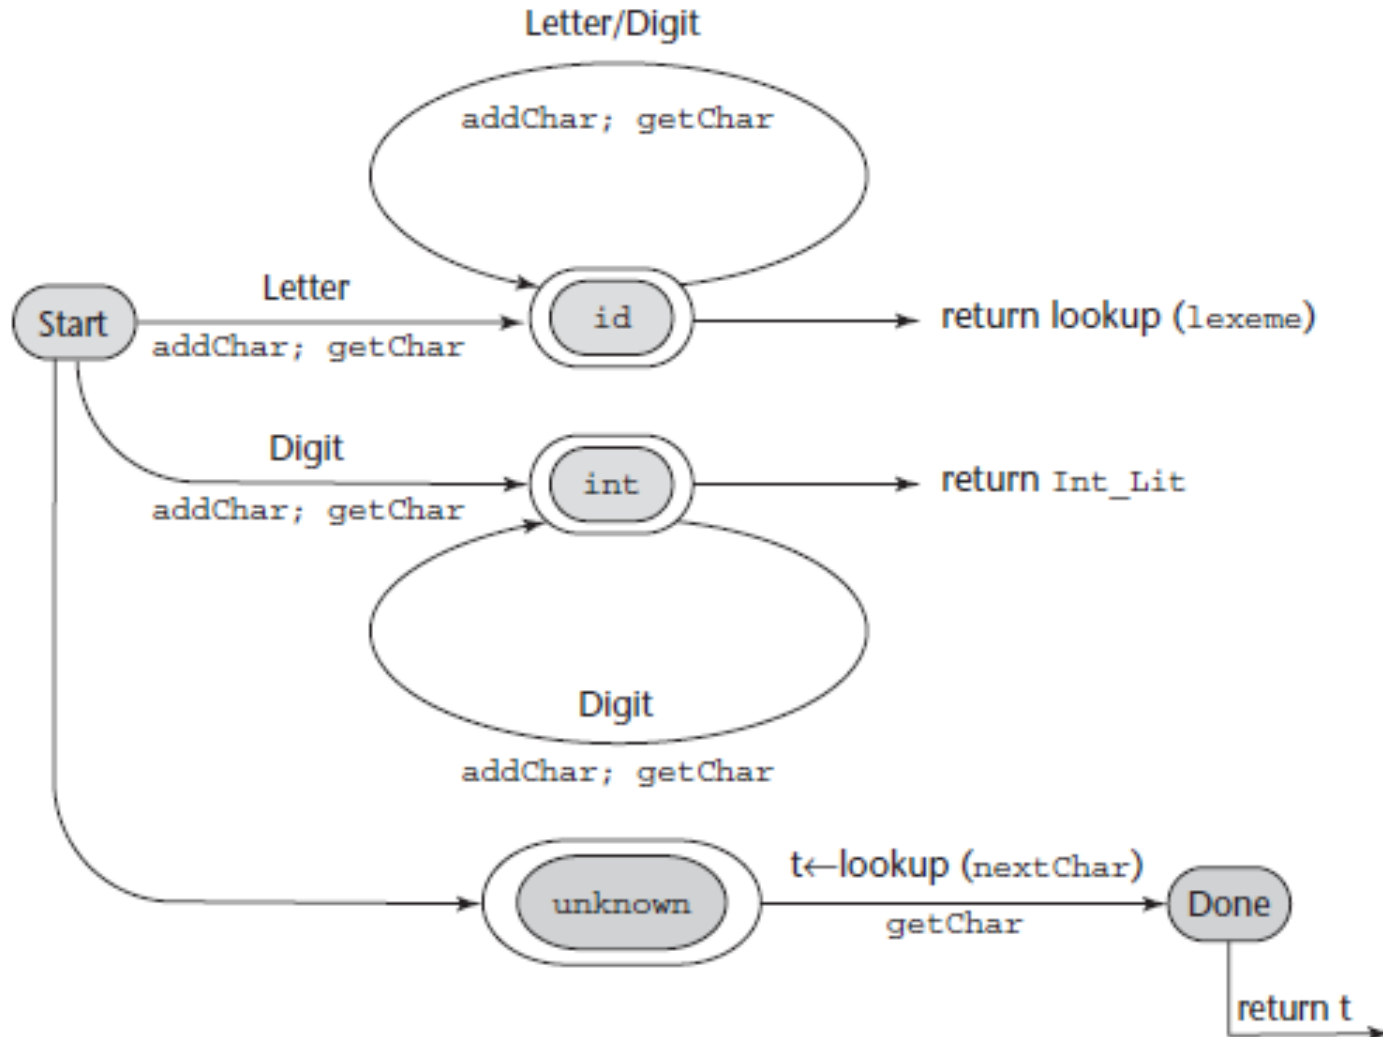 Letter/Digit
addChar; getChar
Letter
Start
id
return lookup (lexeme)
addChar; getChar
Digit
int
return Int_Lit
addChar; getChar
Digit
addChar; getChar
t←lookup (nextChar)
unknown
Done
getChar
return t